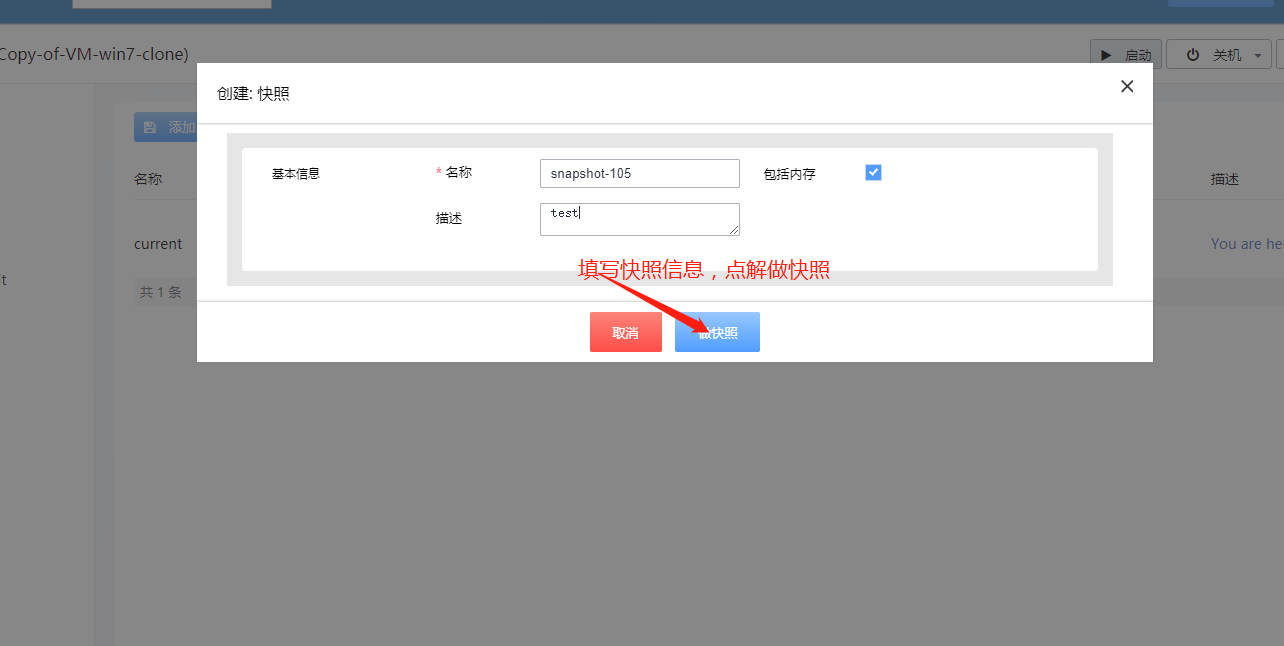 Copy-of-VM-win7-clone)
启动
关机
创建: 快照
添加
基本信息
* 名称
snapshot-105
包括内存
名称
描述
描述
test
current
You are he
填写快照信息，点解做快照
共 1 条
取消
做快照